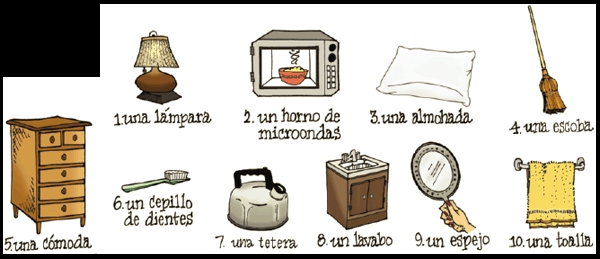 1.una lámpara
2. un horno de
microondas
3.una almohada
4. una escoba
5.una cómoda
6.un cepillo
de dientes
7. una tetera
8. un lavabo
9. un espejo
10. una toalla